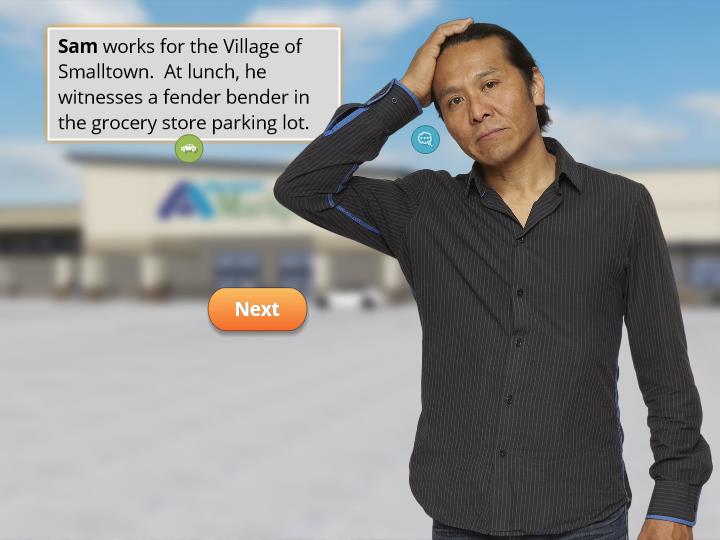 Sam works for the Village of
Smalltown.  At lunch, he
witnesses a fender bender in
the grocery store parking lot.
Next